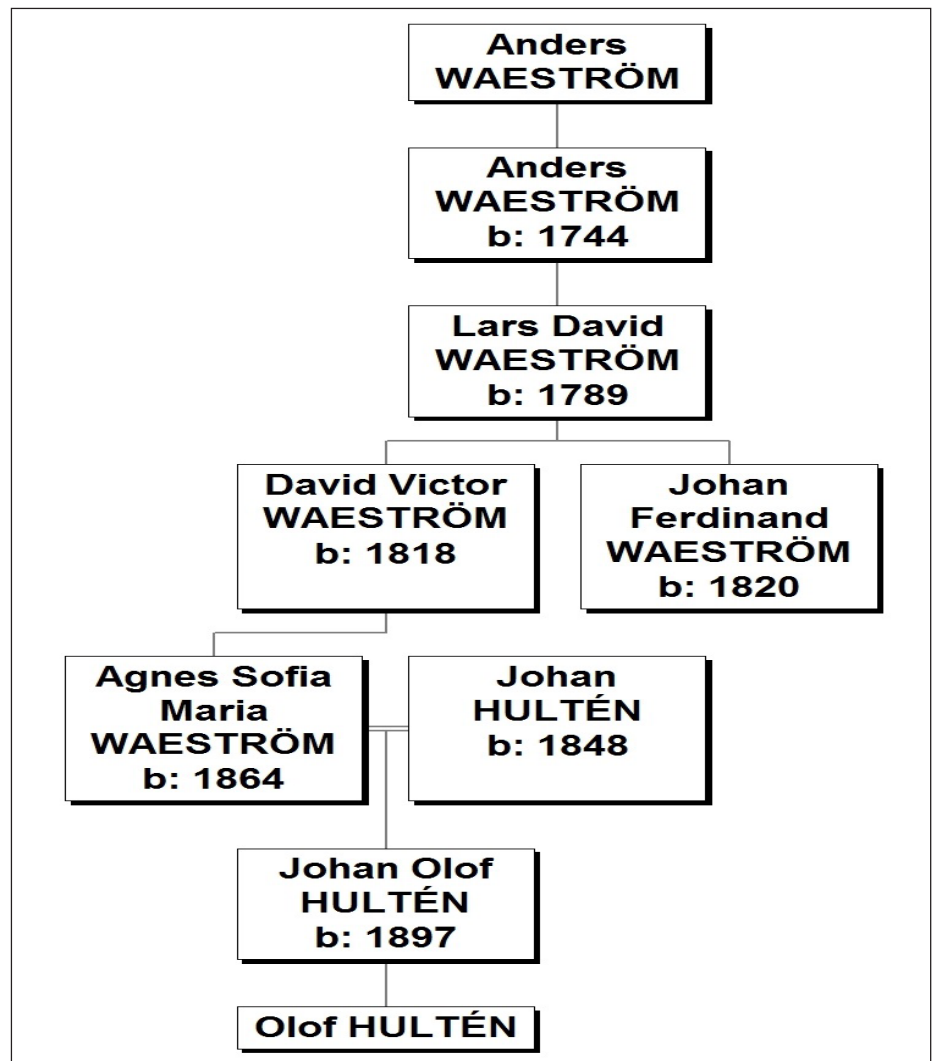 Anders
WAESTRÖM
Anders
WAESTRÖM
b: 1744
Lars David
WAESTRÖM
b: 1789
David Victor
WAESTRÖM
b: 1818
Johan
Ferdinand
WAESTRÖM
b: 1820
Agnes Sofia
Maria
WAESTRÖM
b: 1864
Johan
HULTÉN
b: 1848
Johan Olof
HULTÉN
b: 1897
Olof HULTÉN